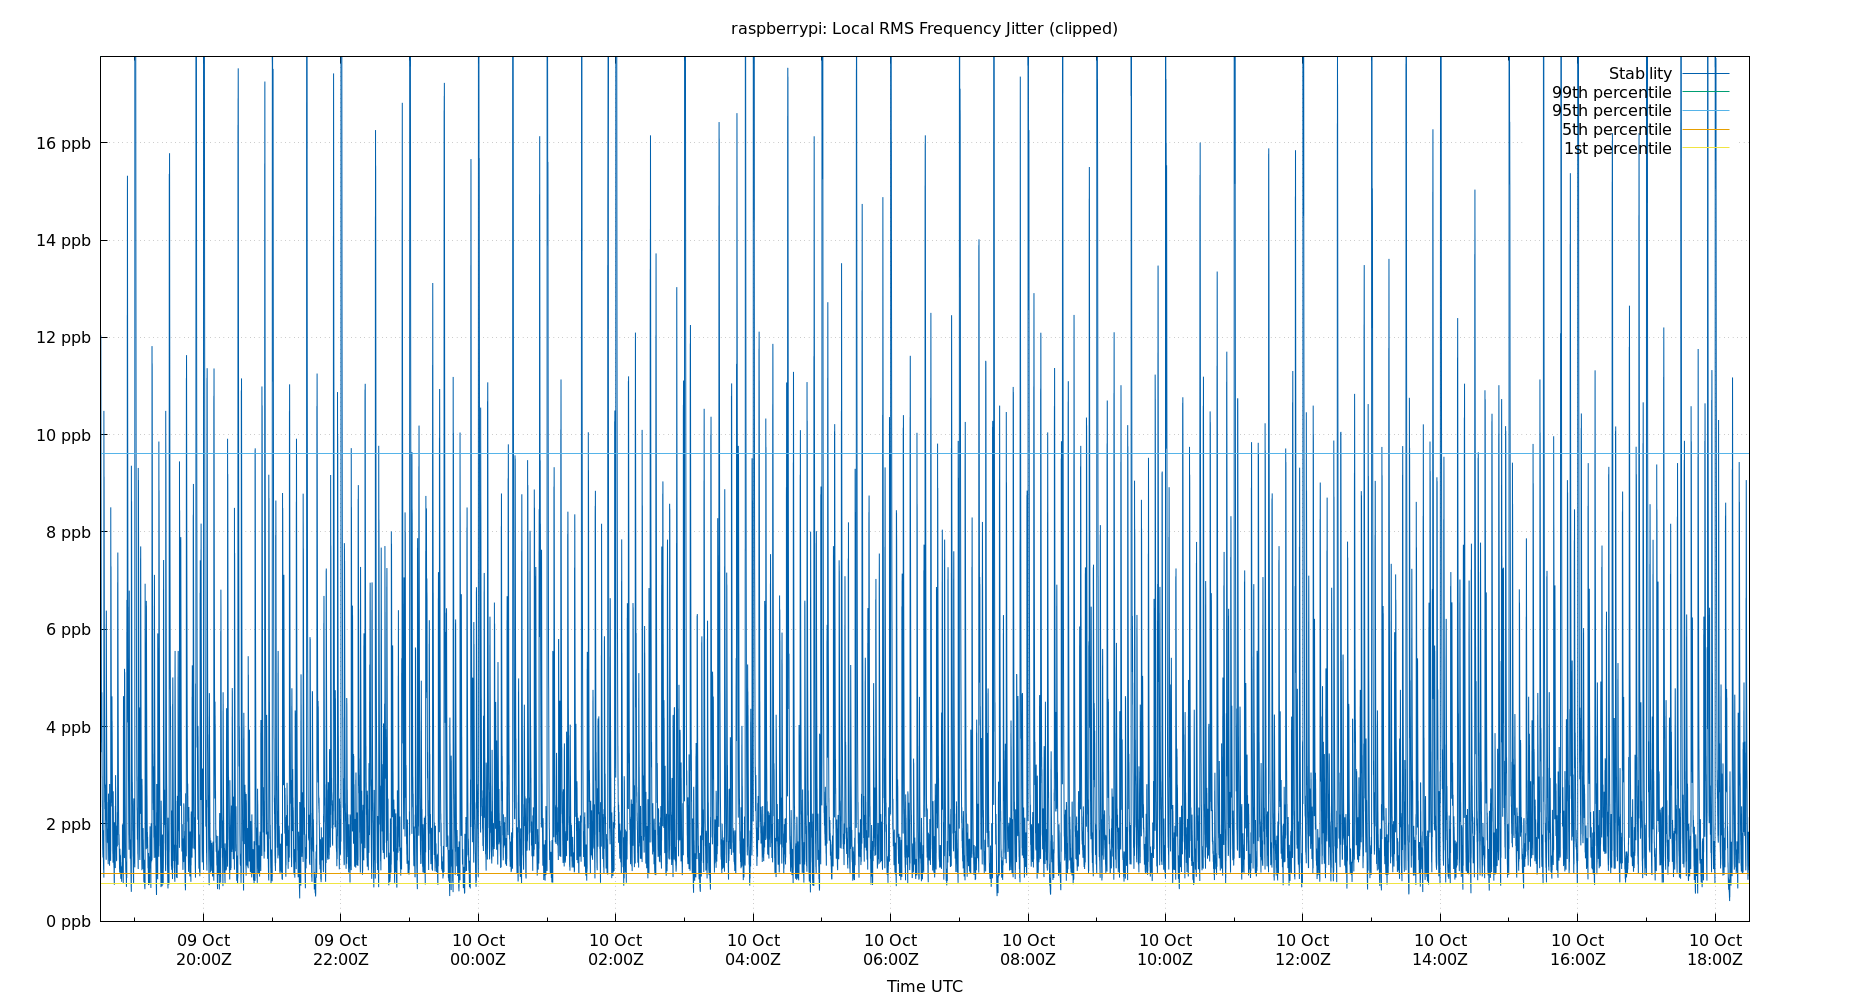 raspberrypi: Local RMS Frequency Jitter (clipped)
Stability
99th percentile
95th percentile
5th percentile
1st percentile
16 ppb
14 ppb
12 ppb
10 ppb
8 ppb
6 ppb
4 ppb
2 ppb
0 ppb
09 Oct 09 Oct 10 Oct 10 Oct 10 Oct 10 Oct 10 Oct 10 Oct 10 Oct 10 Oct 10 Oct 10 Oct
20:00Z 22:00Z 00:00Z 02:00Z 04:00Z 06:00Z 08:00Z 10:00Z 12:00Z 14:00Z 16:00Z 18:00Z
Time UTC